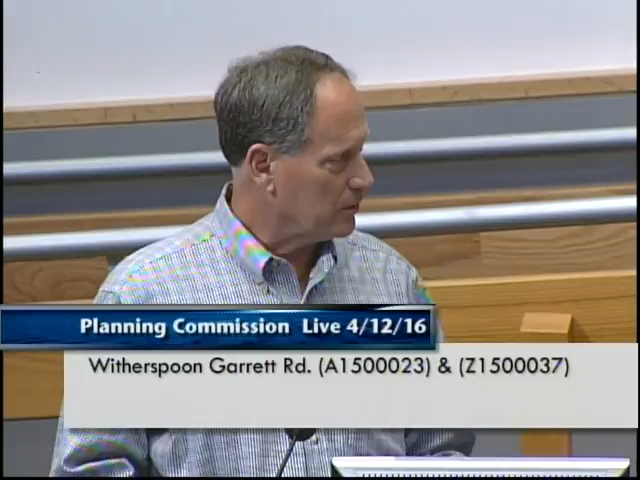 Planning Commission Live 4/12/16
Witherspoon Garrett Rd. (A1500023) & (Z1500037)